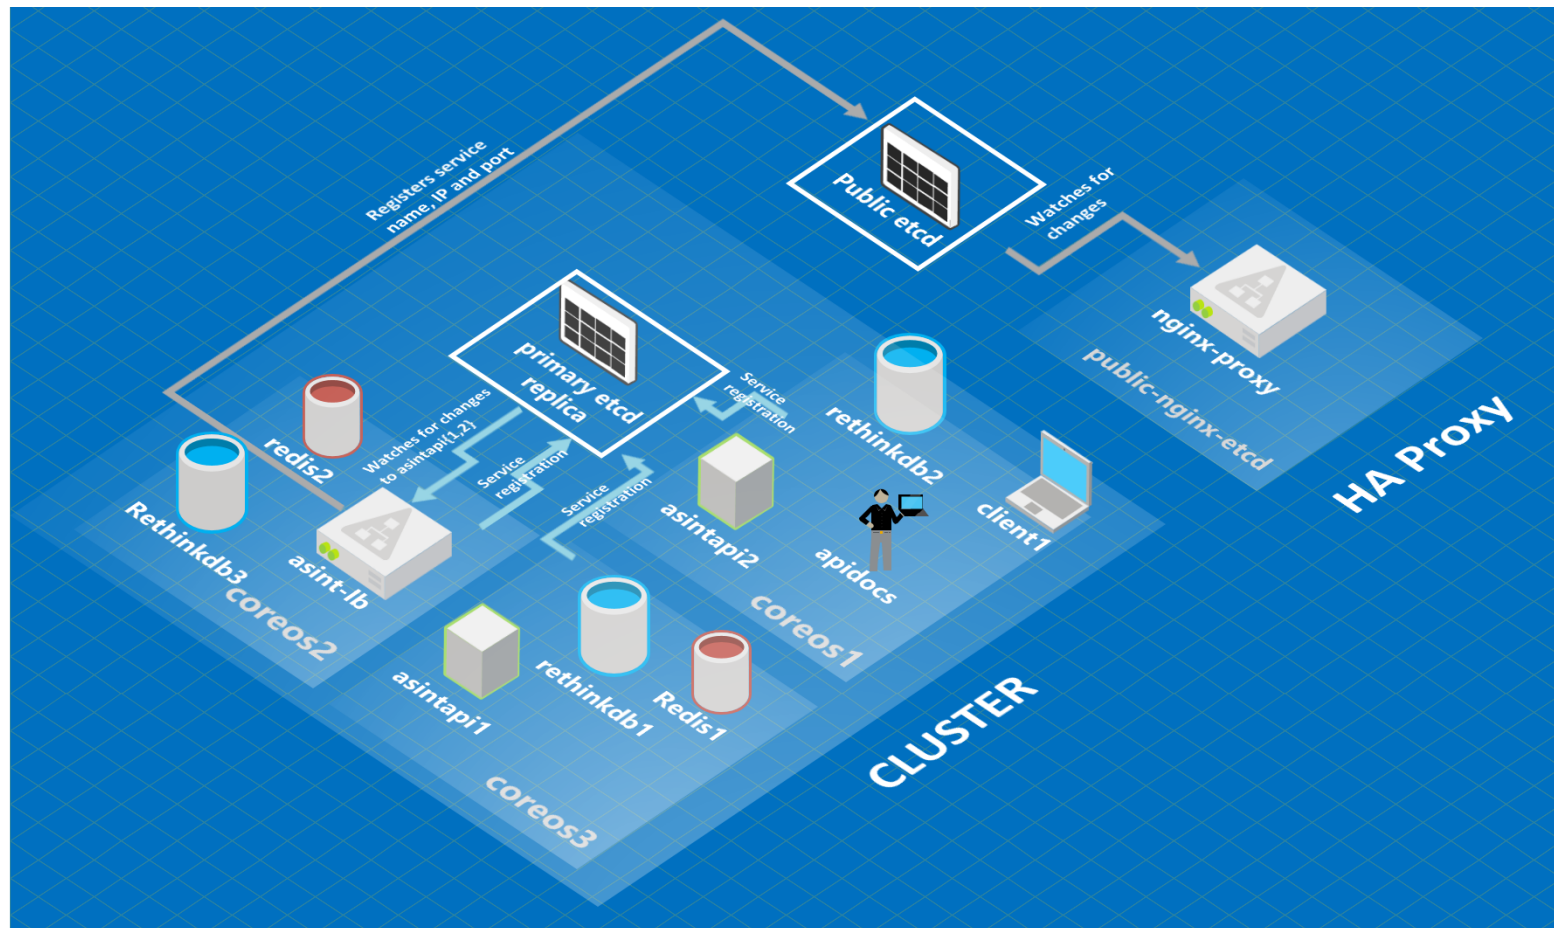 Registers service
name, IP and port
Public etcd
Watches for
changes
nginx-proxy
public-nginx-etcd
HA Proxy
primary etcd
replica
Service
registration
rethinkdb2
Watches for changes
to asintapi{1,2}
Service
registration
Service
registration
redis2
Rethinkdb3
asint-lb
coreos2
asintapi2
apidocs
client1
coreos1
asintapi1
rethinkdb1
Redis1
coreos3
CLUSTER